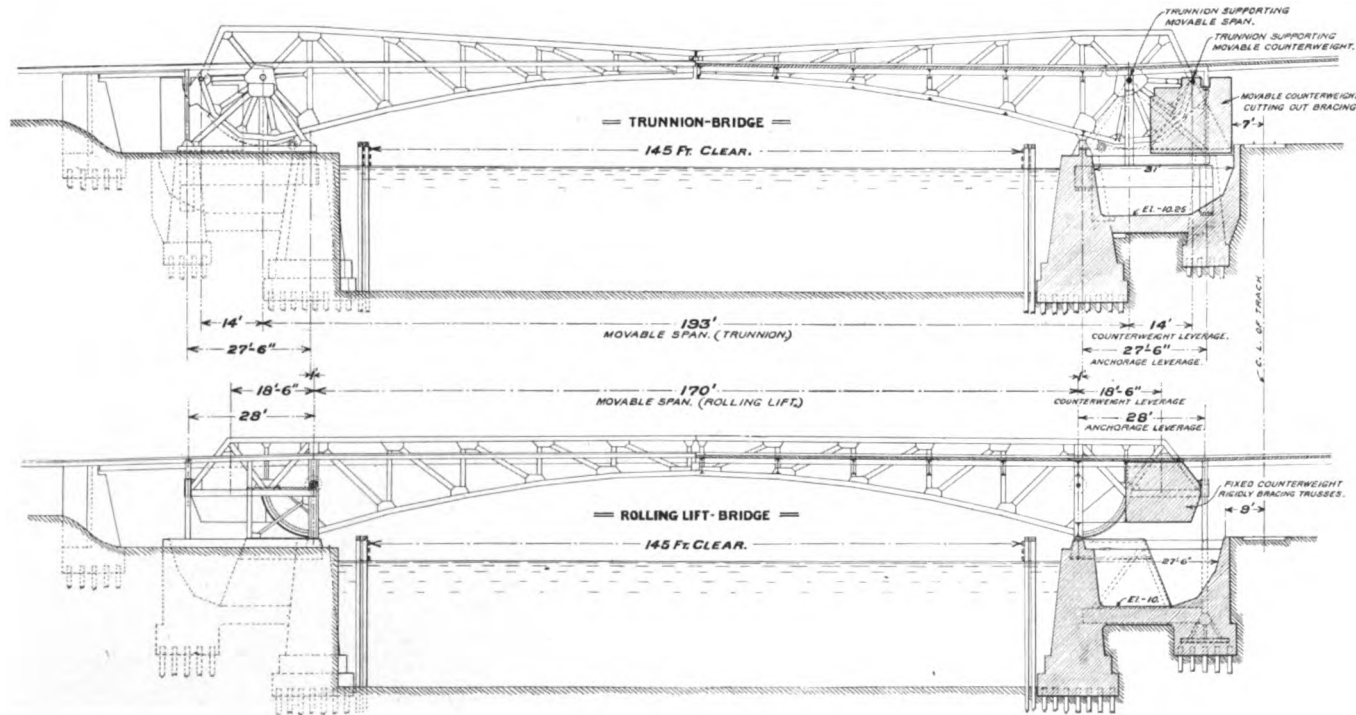 TRUNNION SUPPORTING
MOVABLE SPAN.
TRUNNION SUPPORTING
MOVABLE COUNTERWEIGHT.
MOVABLE COUNTERWEIGHT
CUTTING OUT BRACING
7'
TRUNNION-BRIDGE
145 FT. CLEAR.
31'
EL.-10.25
14'
193'
MOVABLE SPAN. (TRUNNION.)
14'
COUNTERWEIGHT LEVERAGE.
27'-6"
27'-6"
ANCHORAGE LEVERAGE.
C. L. OF TRACK
1'
1'
18'-6"
170'
MOVABLE SPAN. (ROLLING LIFT.)
18'-6"
COUNTERWEIGHT LEVERAGE
28'
28'
ANCHORAGE LEVERAGE.
FIXED COUNTERWEIGHT
RIGIDLY BRACING TRUSSES.
9'
ROLLING LIFT-BRIDGE
145 FT. CLEAR.
27'-6"
EL.-10.